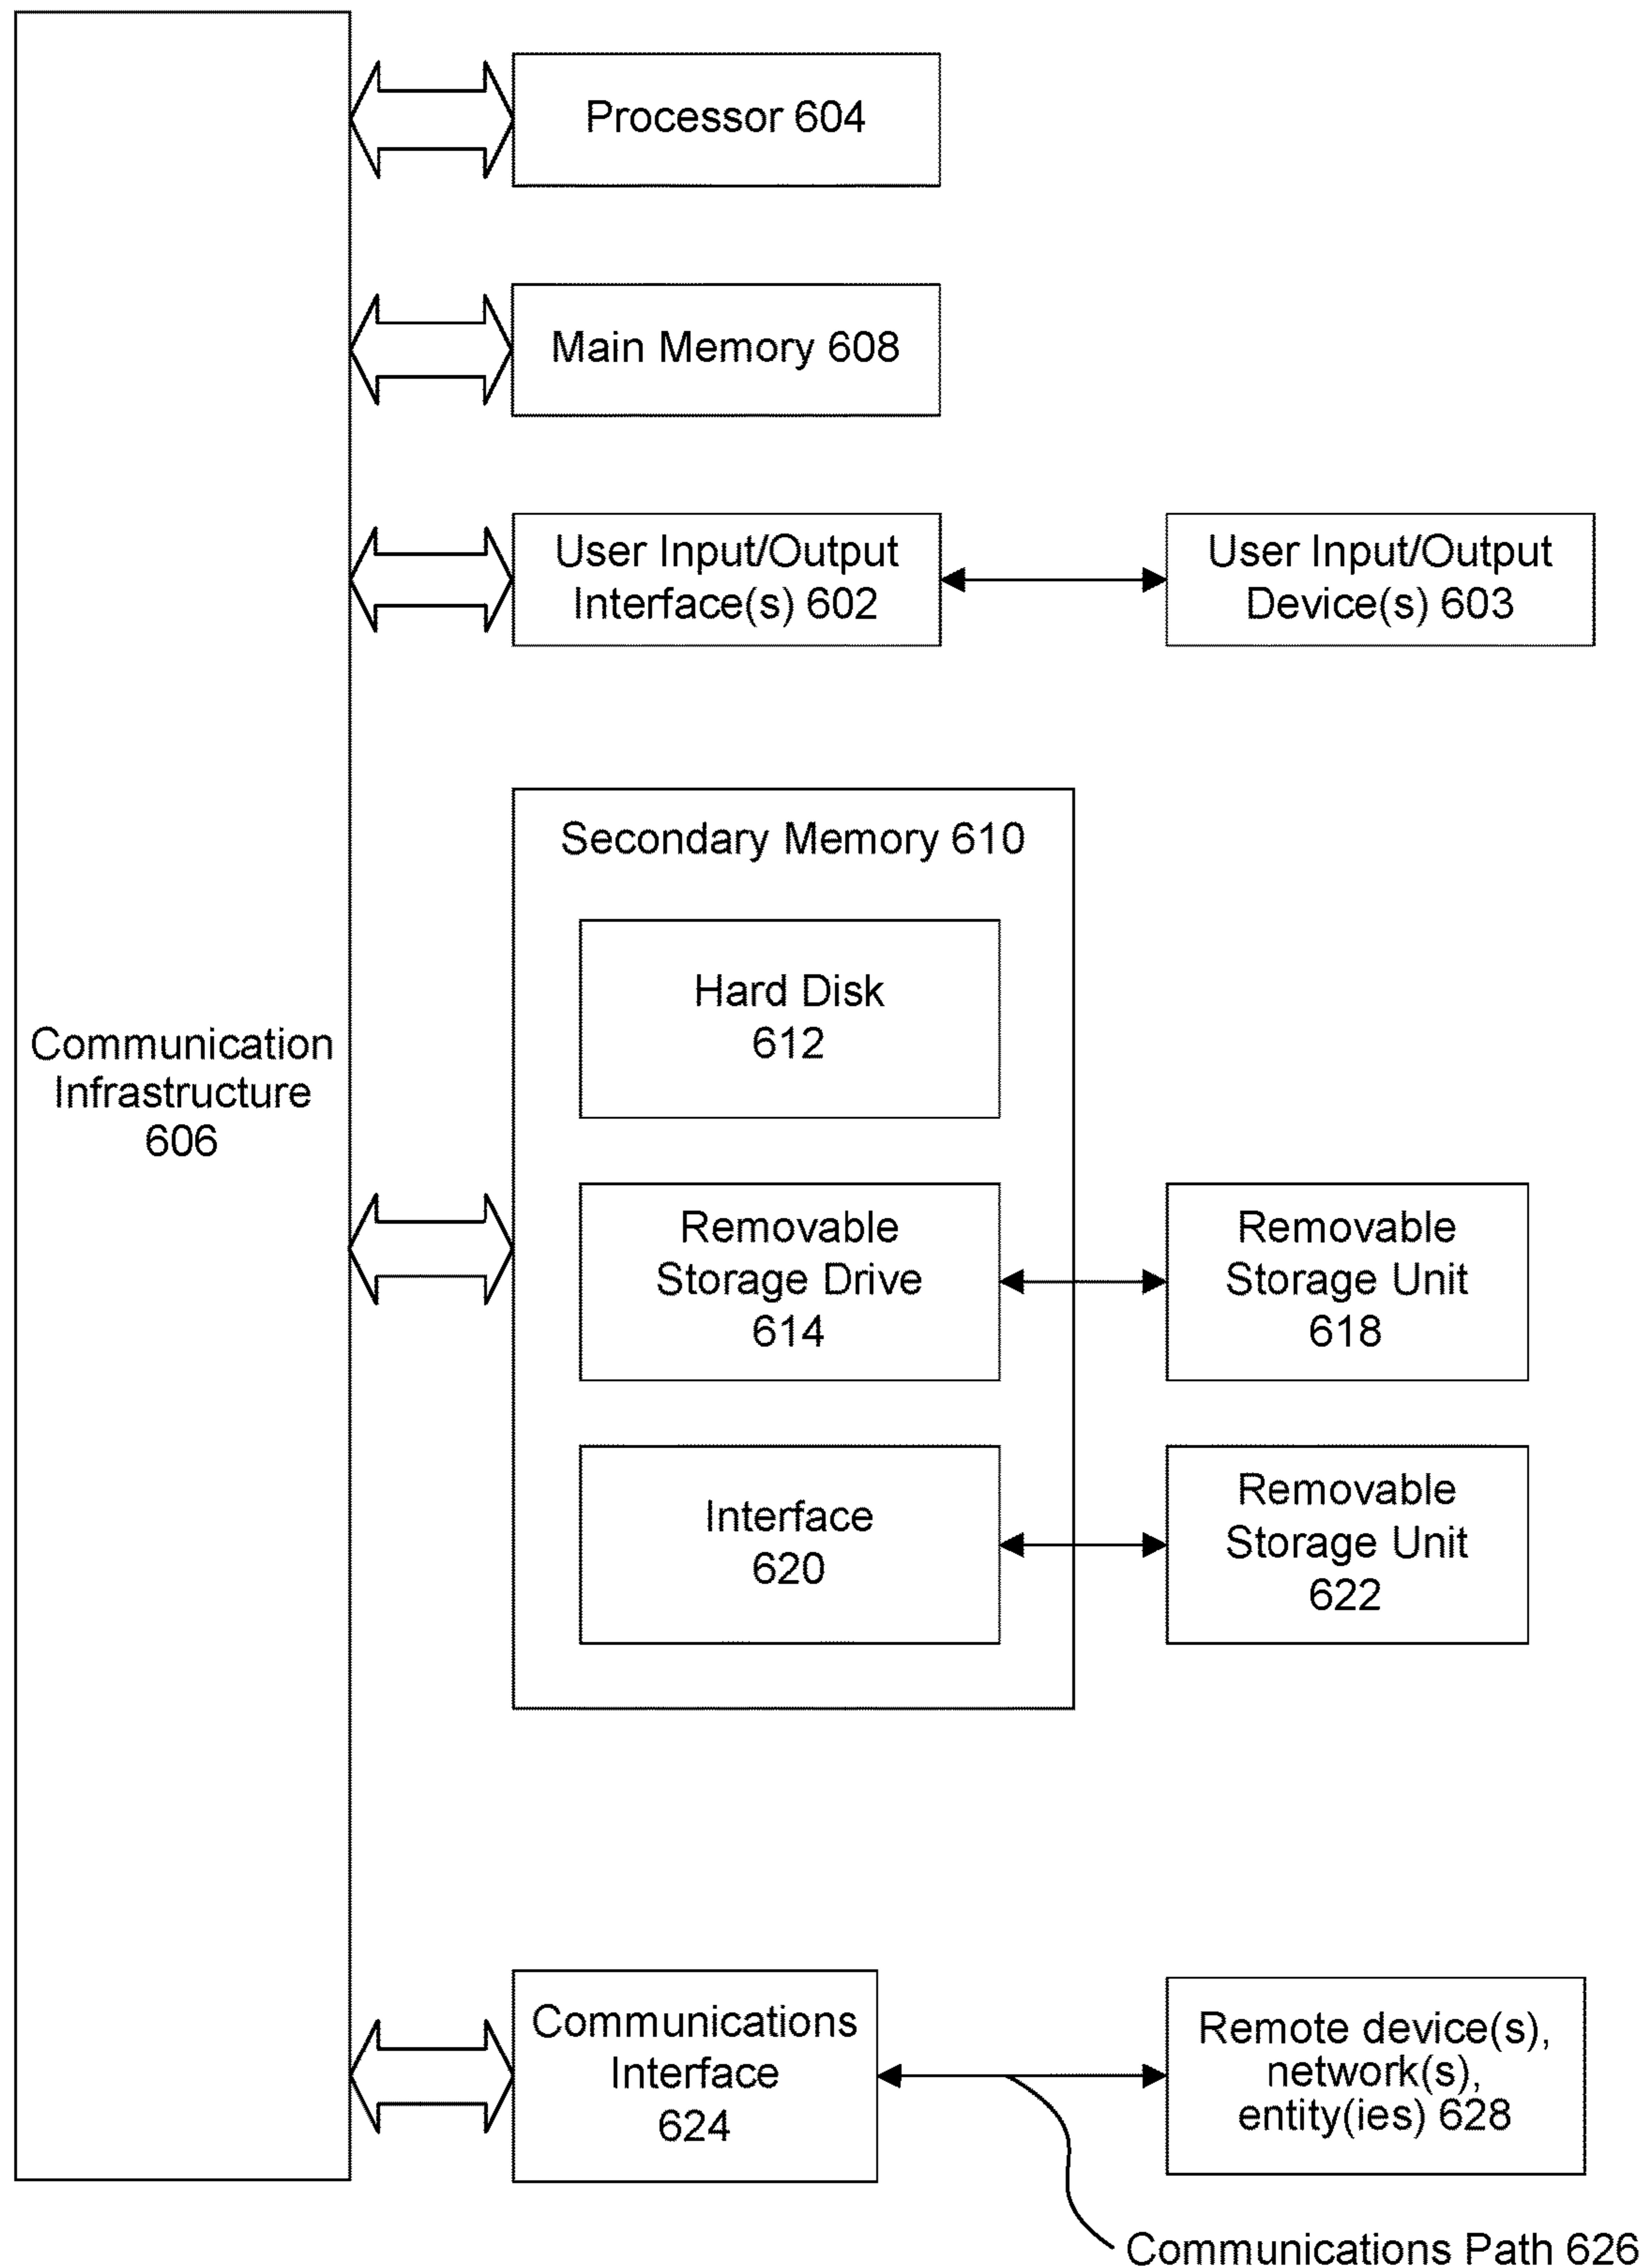 Processor 604
Main Memory 608
User Input/Output
Interface(s) 602
User Input/Output
Device(s) 603
Secondary Memory 610
Hard Disk
612
Communication
Infrastructure
606
Removable
Storage Drive
614
Removable
Storage Unit
618
Interface
620
Removable
Storage Unit
622
Communications
Interface
624
Remote device(s),
network(s),
entity(ies) 628
Communications Path 626